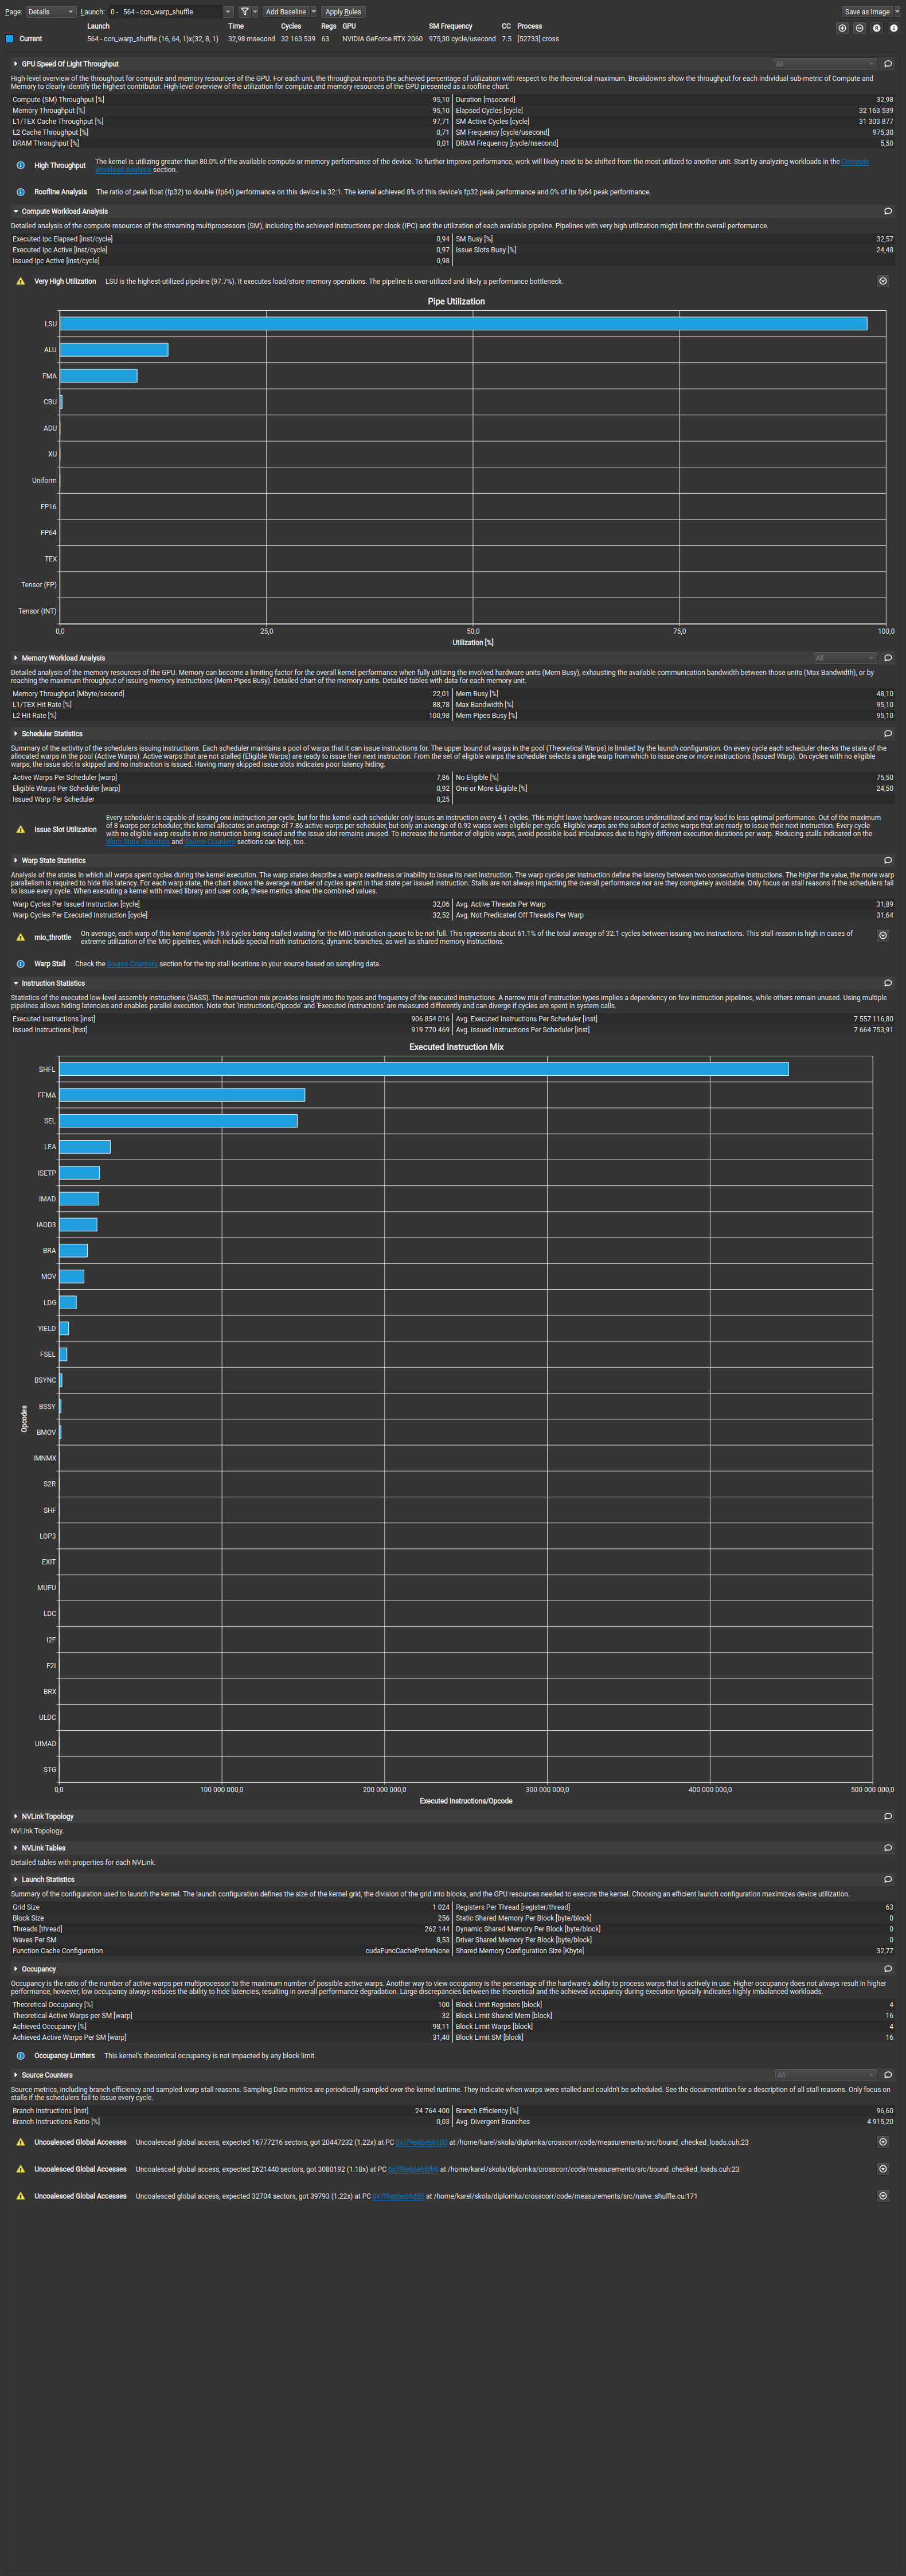 Page: Details Launch: 0 - 564 - ccn_warp_shuffle Add Baseline Apply Rules Save as Image
Launch Time Cycles Regs GPU SM Frequency CC Process
Current 564 - ccn_warp_shuffle (16, 64, 1)x(32, 8, 1) 32,98 msecond 32 163 539 63 NVIDIA GeForce RTX 2060 975,30 cycle/usecond 7.5 [52733] cross
GPU Speed Of Light Throughput All
High-level overview of the throughput for compute and memory resources of the GPU. For each unit, the throughput reports the achieved percentage of utilization with respect to the theoretical maximum. Breakdowns show the throughput for each individual sub-metric of Compute and
Memory to clearly identify the highest contributor. High-level overview of the utilization for compute and memory resources of the GPU presented as a roofline chart.
Compute (SM) Throughput [%] 95,10 Duration [msecond] 32,98
Memory Throughput [%] 95,10 Elapsed Cycles [cycle] 32 163 539
L1/TEX Cache Throughput [%] 97,71 SM Active Cycles [cycle] 31 303 877
L2 Cache Throughput [%] 0,71 SM Frequency [cycle/usecond] 975,30
DRAM Throughput [%] 0,01 DRAM Frequency [cycle/nsecond] 5,50
High Throughput The kernel is utilizing greater than 80.0% of the available compute or memory performance of the device. To further improve performance, work will likely need to be shifted from the most utilized to another unit. Start by analyzing workloads in the Compute
Workload Analysis section.
Roofline Analysis The ratio of peak float (fp32) to double (fp64) performance on this device is 32:1. The kernel achieved 8% of this device's fp32 peak performance and 0% of its fp64 peak performance.
Compute Workload Analysis
Detailed analysis of the compute resources of the streaming multiprocessors (SM), including the achieved instructions per clock (IPC) and the utilization of each available pipeline. Pipelines with very high utilization might limit the overall performance.
Executed Ipc Elapsed [inst/cycle] 0,94 SM Busy [%] 32,57
Executed Ipc Active [inst/cycle] 0,97 Issue Slots Busy [%] 24,48
Issued Ipc Active [inst/cycle] 0,98
Very High Utilization LSU is the highest-utilized pipeline (97.7%). It executes load/store memory operations. The pipeline is over-utilized and likely a performance bottleneck.
Pipe Utilization
LSU
ALU
FMA
CBU
ADU
XU
Uniform
FP16
FP64
TEX
Tensor (FP)
Tensor (INT)
0,0 25,0 50,0 75,0 100,0
Utilization [%]
Memory Workload Analysis All
Detailed analysis of the memory resources of the GPU. Memory can become a limiting factor for the overall kernel performance when fully utilizing the involved hardware units (Mem Busy), exhausting the available communication bandwidth between those units (Max Bandwidth), or by
reaching the maximum throughput of issuing memory instructions (Mem Pipes Busy). Detailed chart of the memory units. Detailed tables with data for each memory unit.
Memory Throughput [Mbyte/second] 22,01 Mem Busy [%] 48,10
L1/TEX Hit Rate [%] 88,78 Max Bandwidth [%] 95,10
L2 Hit Rate [%] 100,98 Mem Pipes Busy [%] 95,10
Scheduler Statistics
Summary of the activity of the schedulers issuing instructions. Each scheduler maintains a pool of warps that it can issue instructions for. The upper bound of warps in the pool (Theoretical Warps) is limited by the launch configuration. On every cycle each scheduler checks the state of the
allocated warps in the pool (Active Warps). Active warps that are not stalled (Eligible Warps) are ready to issue their next instruction. From the set of eligible warps the scheduler selects a single warp from which to issue one or more instructions (Issued Warp). On cycles with no eligible
warps, the issue slot is skipped and no instruction is issued. Having many skipped issue slots indicates poor latency hiding.
Active Warps Per Scheduler [warp] 7,86 No Eligible [%] 75,50
Eligible Warps Per Scheduler [warp] 0,92 One or More Eligible [%] 24,50
Issued Warp Per Scheduler 0,25
Every scheduler is capable of issuing one instruction per cycle, but for this kernel each scheduler only issues an instruction every 4.1 cycles. This might leave hardware resources underutilized and may lead to less optimal performance. Out of the maximum
Issue Slot Utilization of 8 warps per scheduler, this kernel allocates an average of 7.86 active warps per scheduler, but only an average of 0.92 warps were eligible per cycle. Eligible warps are the subset of active warps that are ready to issue their next instruction. Every cycle
with no eligible warp results in no instruction being issued and the issue slot remains unused. To increase the number of eligible warps, avoid possible load imbalances due to highly different execution durations per warp. Reducing stalls indicated on the
Warp State Statistics and Source Counters sections can help, too.
Warp State Statistics
Analysis of the states in which all warps spent cycles during the kernel execution. The warp states describe a warp's readiness or inability to issue its next instruction. The warp cycles per instruction define the latency between two consecutive instructions. The higher the value, the more warp
parallelism is required to hide this latency. For each warp state, the chart shows the average number of cycles spent in that state per issued instruction. Stalls are not always impacting the overall performance nor are they completely avoidable. Only focus on stall reasons if the schedulers fail
to issue every cycle. When executing a kernel with mixed library and user code, these metrics show the combined values.
Warp Cycles Per Issued Instruction [cycle] 32,06 Avg. Active Threads Per Warp 31,89
Warp Cycles Per Executed Instruction [cycle] 32,52 Avg. Not Predicated Off Threads Per Warp 31,64
mio_throttle On average, each warp of this kernel spends 19.6 cycles being stalled waiting for the MIO instruction queue to be not full. This represents about 61.1% of the total average of 32.1 cycles between issuing two instructions. This stall reason is high in cases of
extreme utilization of the MIO pipelines, which include special math instructions, dynamic branches, as well as shared memory instructions.
Warp Stall Check the Source Counters section for the top stall locations in your source based on sampling data.
Instruction Statistics
Statistics of the executed low-level assembly instructions (SASS). The instruction mix provides insight into the types and frequency of the executed instructions. A narrow mix of instruction types implies a dependency on few instruction pipelines, while others remain unused. Using multiple
pipelines allows hiding latencies and enables parallel execution. Note that 'Instructions/Opcode' and 'Executed Instructions' are measured differently and can diverge if cycles are spent in system calls.
Executed Instructions [inst] 906 854 016 Avg. Executed Instructions Per Scheduler [inst] 7 557 116,80
Issued Instructions [inst] 919 770 469 Avg. Issued Instructions Per Scheduler [inst] 7 664 753,91
Executed Instruction Mix
SHFL
FFMA
SEL
LEA
ISETP
IMAD
IADD3
BRA
MOV
LDG
YIELD
FSEL
BSYNC
BSSY
BMOV
IMNMX
S2R
SHF
LOP3
EXIT
MUFU
LDC
I2F
F2I
BRX
ULDC
UIMAD
STG
Opcodes
0,0 100 000 000,0 200 000 000,0 300 000 000,0 400 000 000,0 500 000 000,0
Executed Instructions/Opcode
NVLink Topology
NVLink Topology.
NVLink Tables
Detailed tables with properties for each NVLink.
Launch Statistics
Summary of the configuration used to launch the kernel. The launch configuration defines the size of the kernel grid, the division of the grid into blocks, and the GPU resources needed to execute the kernel. Choosing an efficient launch configuration maximizes device utilization.
Grid Size 1 024 Registers Per Thread [register/thread] 63
Block Size 256 Static Shared Memory Per Block [byte/block] 0
Threads [thread] 262 144 Dynamic Shared Memory Per Block [byte/block] 0
Waves Per SM 8,53 Driver Shared Memory Per Block [byte/block] 0
Function Cache Configuration cudaFuncCachePreferNone Shared Memory Configuration Size [Kbyte] 32,77
Occupancy
Occupancy is the ratio of the number of active warps per multiprocessor to the maximum number of possible active warps. Another way to view occupancy is the percentage of the hardware's ability to process warps that is actively in use. Higher occupancy does not always result in higher
performance, however, low occupancy always reduces the ability to hide latencies, resulting in overall performance degradation. Large discrepancies between the theoretical and the achieved occupancy during execution typically indicates highly imbalanced workloads.
Theoretical Occupancy [%] 100 Block Limit Registers [block] 4
Theoretical Active Warps per SM [warp] 32 Block Limit Shared Mem [block] 16
Achieved Occupancy [%] 98,11 Block Limit Warps [block] 4
Achieved Active Warps Per SM [warp] 31,40 Block Limit SM [block] 16
Occupancy Limiters This kernel's theoretical occupancy is not impacted by any block limit.
Source Counters All
Source metrics, including branch efficiency and sampled warp stall reasons. Sampling Data metrics are periodically sampled over the kernel runtime. They indicate when warps were stalled and couldn't be scheduled. See the documentation for a description of all stall reasons. Only focus on
stalls if the schedulers fail to issue every cycle.
Branch Instructions [inst] 24 764 400 Branch Efficiency [%] 96,60
Branch Instructions Ratio [%] 0,03 Avg. Divergent Branches 4 915,20
Uncoalesced Global Accesses Uncoalesced global access, expected 16777216 sectors, got 20447232 (1.22x) at PC at /home/karel/skola/diplomka/crosscorr/code/measurements/src/bound_checked_loads.cuh:23
Uncoalesced Global Accesses Uncoalesced global access, expected 2621440 sectors, got 3080192 (1.18x) at PC at /home/karel/skola/diplomka/crosscorr/code/measurements/src/bound_checked_loads.cuh:23
Uncoalesced Global Accesses Uncoalesced global access, expected 32704 sectors, got 39793 (1.22x) at PC at /home/karel/skola/diplomka/crosscorr/code/measurements/src/naive_shuffle.cu:171